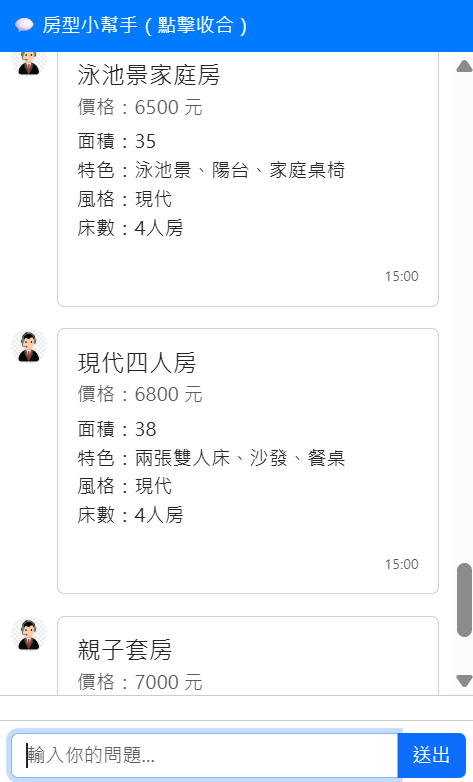 房型小幫手 ( 點擊收合 )
泳池景家庭房
價格：6500 元
面積：35
特色：泳池景、陽台、家庭桌椅
風格：現代
床數：4人房
15:00
現代四人房
價格：6800 元
面積：38
特色：兩張雙人床、沙發、餐桌
風格：現代
床數：4人房
15:00
親子套房
價格：7000 元
輸入你的問題...
送出